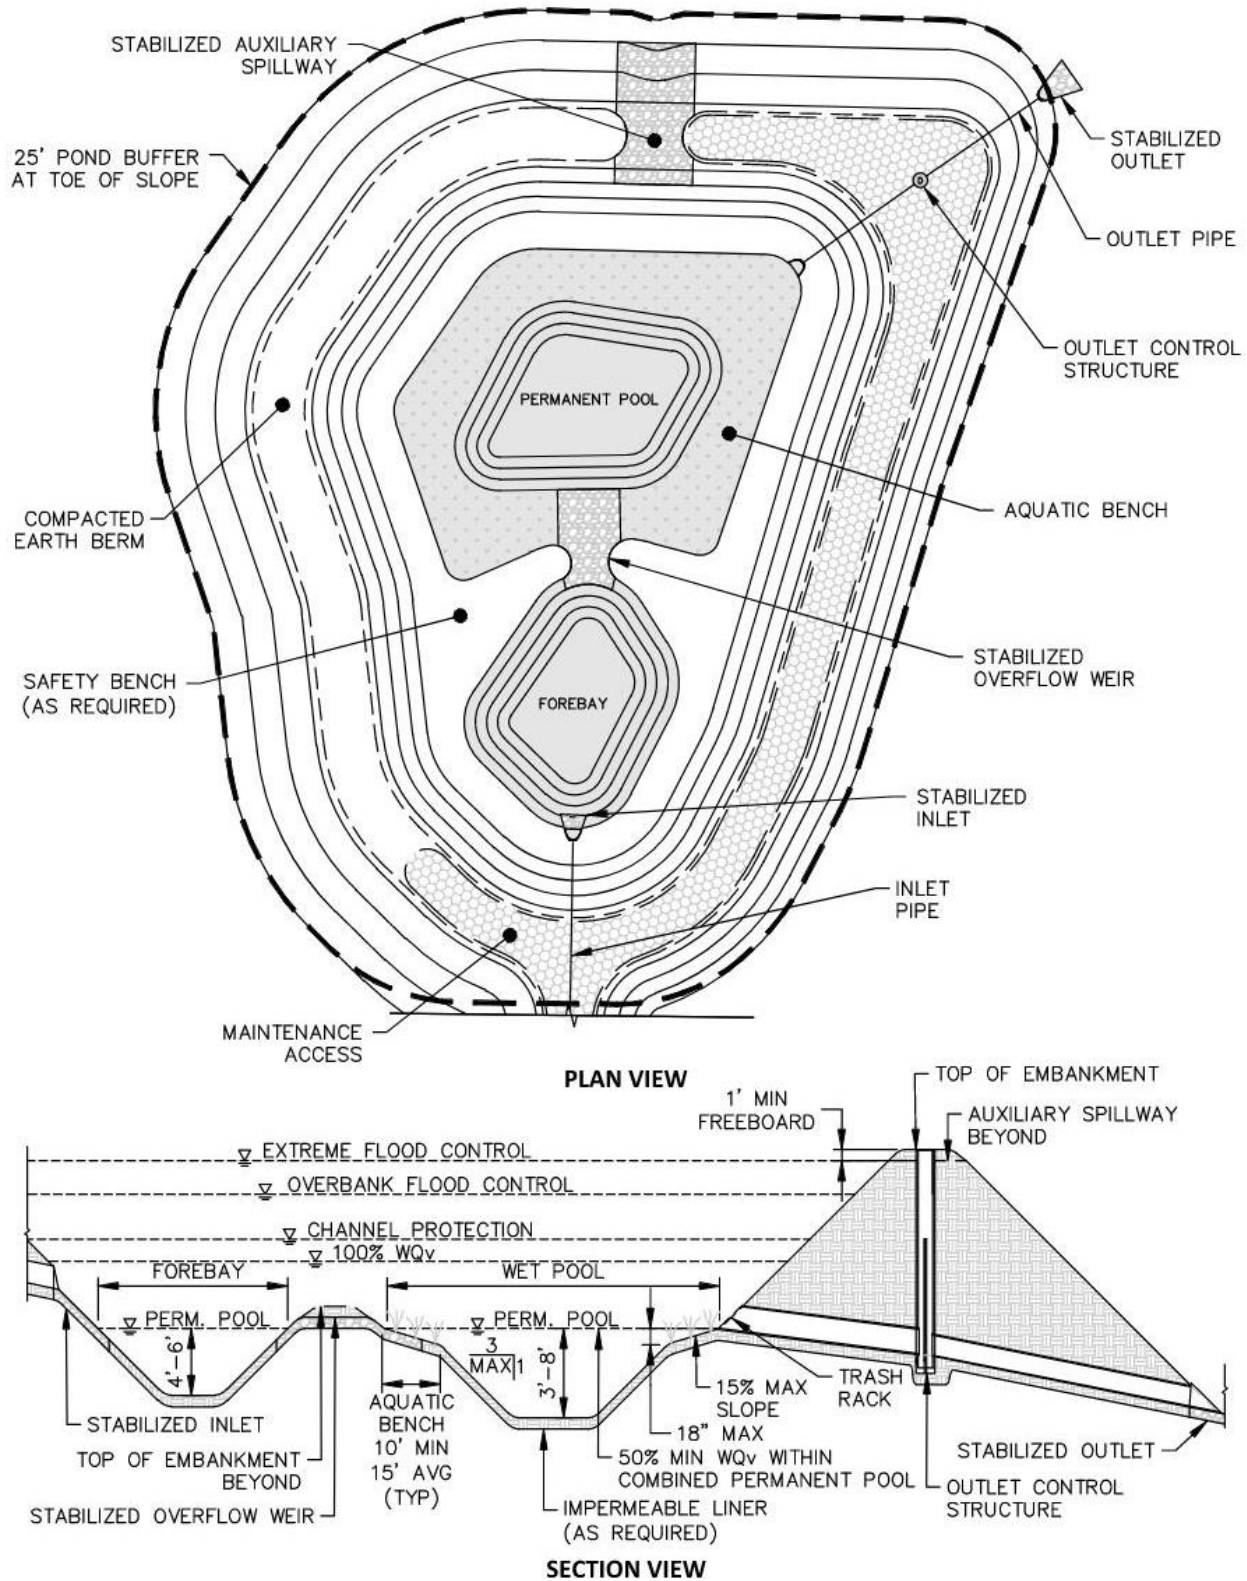 STABILIZED AUXILIARY
SPILLWAY
25' POND BUFFER
AT TOE OF SLOPE
STABILIZED
OUTLET
OUTLET PIPE
OUTLET CONTROL
STRUCTURE
PERMANENT POOL
AQUATIC BENCH
COMPACTED
EARTH BERM
SAFETY BENCH
(AS REQUIRED)
STABILIZED
OVERFLOW WEIR
FOREBAY
STABILIZED
INLET
INLET
PIPE
MAINTENANCE
ACCESS
PLAN VIEW
TOP OF EMBANKMENT
1' MIN
FREEBOARD
AUXILIARY SPILLWAY
BEYOND
EXTREME FLOOD CONTROL
OVERBANK FLOOD CONTROL
CHANNEL PROTECTION
100% WQv
FOREBAY
WET POOL
PERM. POOL
PERM. POOL
4'-6'
3
MAX 1
3'-8'
STABILIZED INLET
TOP OF EMBANKMENT
BEYOND
STABILIZED OVERFLOW WEIR
AQUATIC
BENCH
10' MIN
15' AVG
(TYP)
15% MAX
SLOPE
18" MAX
50% MIN WQv WITHIN
COMBINED PERMANENT POOL
IMPERMEABLE LINER
(AS REQUIRED)
TRASH
RACK
STABILIZED OUTLET
OUTLET CONTROL
STRUCTURE
SECTION VIEW